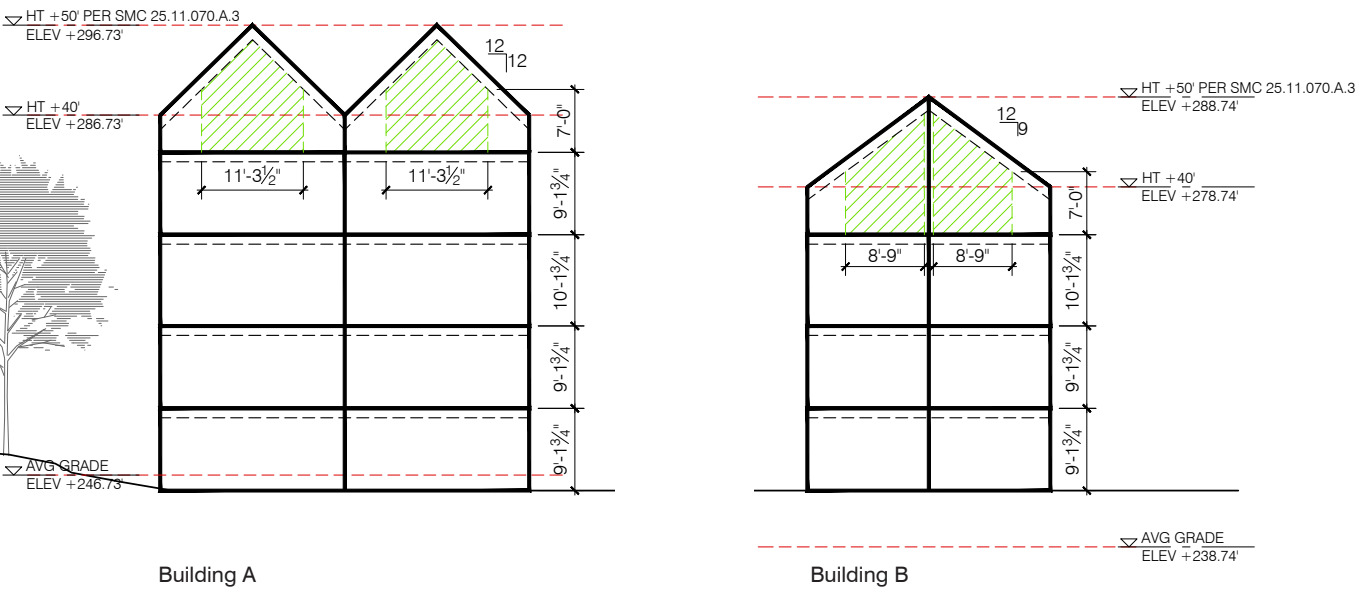 HT +50' PER SMC 25.11.070.A.3
ELEV +296.73'
12
12
HT +40'
ELEV +286.73'
7'-0"
11'-3½"
11'-3½"
9'-1¾"
10'-1¾"
9'-1¾"
9'-1¾"
AVG GRADE
ELEV +246.73'
Building A
HT +50' PER SMC 25.11.070.A.3
ELEV +288.74'
12
9
HT +40'
ELEV +278.74'
7'-0"
8'-9"
8'-9"
10'-1¾"
9'-1¾"
9'-1¾"
AVG GRADE
ELEV +238.74'
Building B